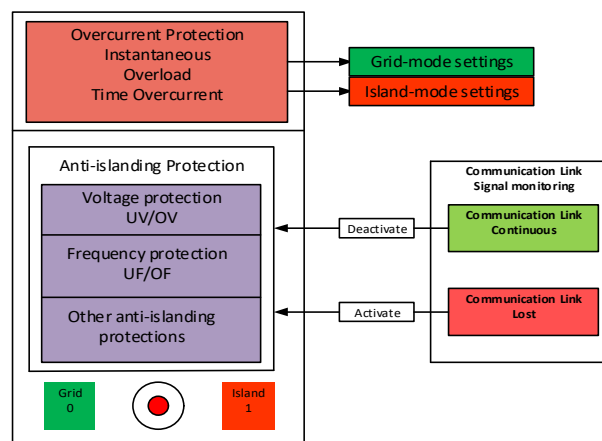 Overcurrent Protection
Instantaneous
Overload
Time Overcurrent
Grid-mode settings
Island-mode settings
Anti-islanding Protection
Voltage protection
UV/OV
Frequency protection
UF/OF
Other anti-islanding
protections
Communication Link
Signal monitoring
Communication Link
Continuous
Deactivate
Communication Link
Lost
Activate
Grid
0
Island
1